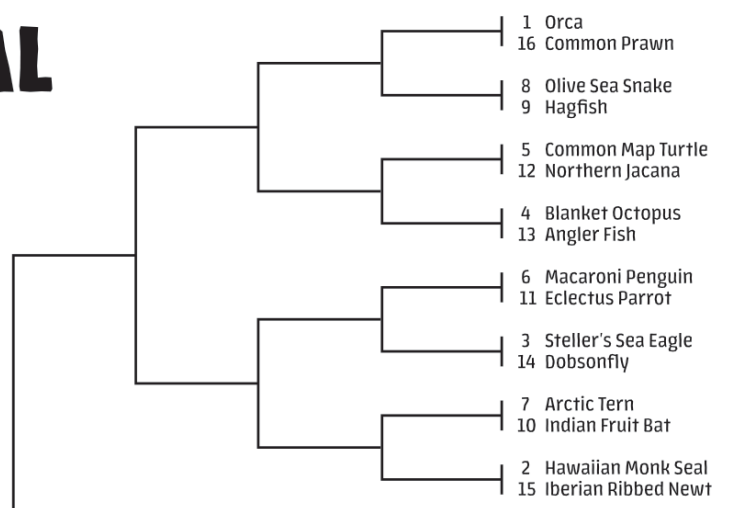 AL
1 Orca
16 Common Prawn
8 Olive Sea Snake
9 Hagfish
5 Common Map Turtle
12 Northern Jacana
4 Blanket Octopus
13 Angler Fish
6 Macaroni Penguin
11 Eclectus Parrot
3 Steller's Sea Eagle
14 Dobsonfly
7 Arctic Tern
10 Indian Fruit Bat
2 Hawaiian Monk Seal
15 Iberian Ribbed Newt